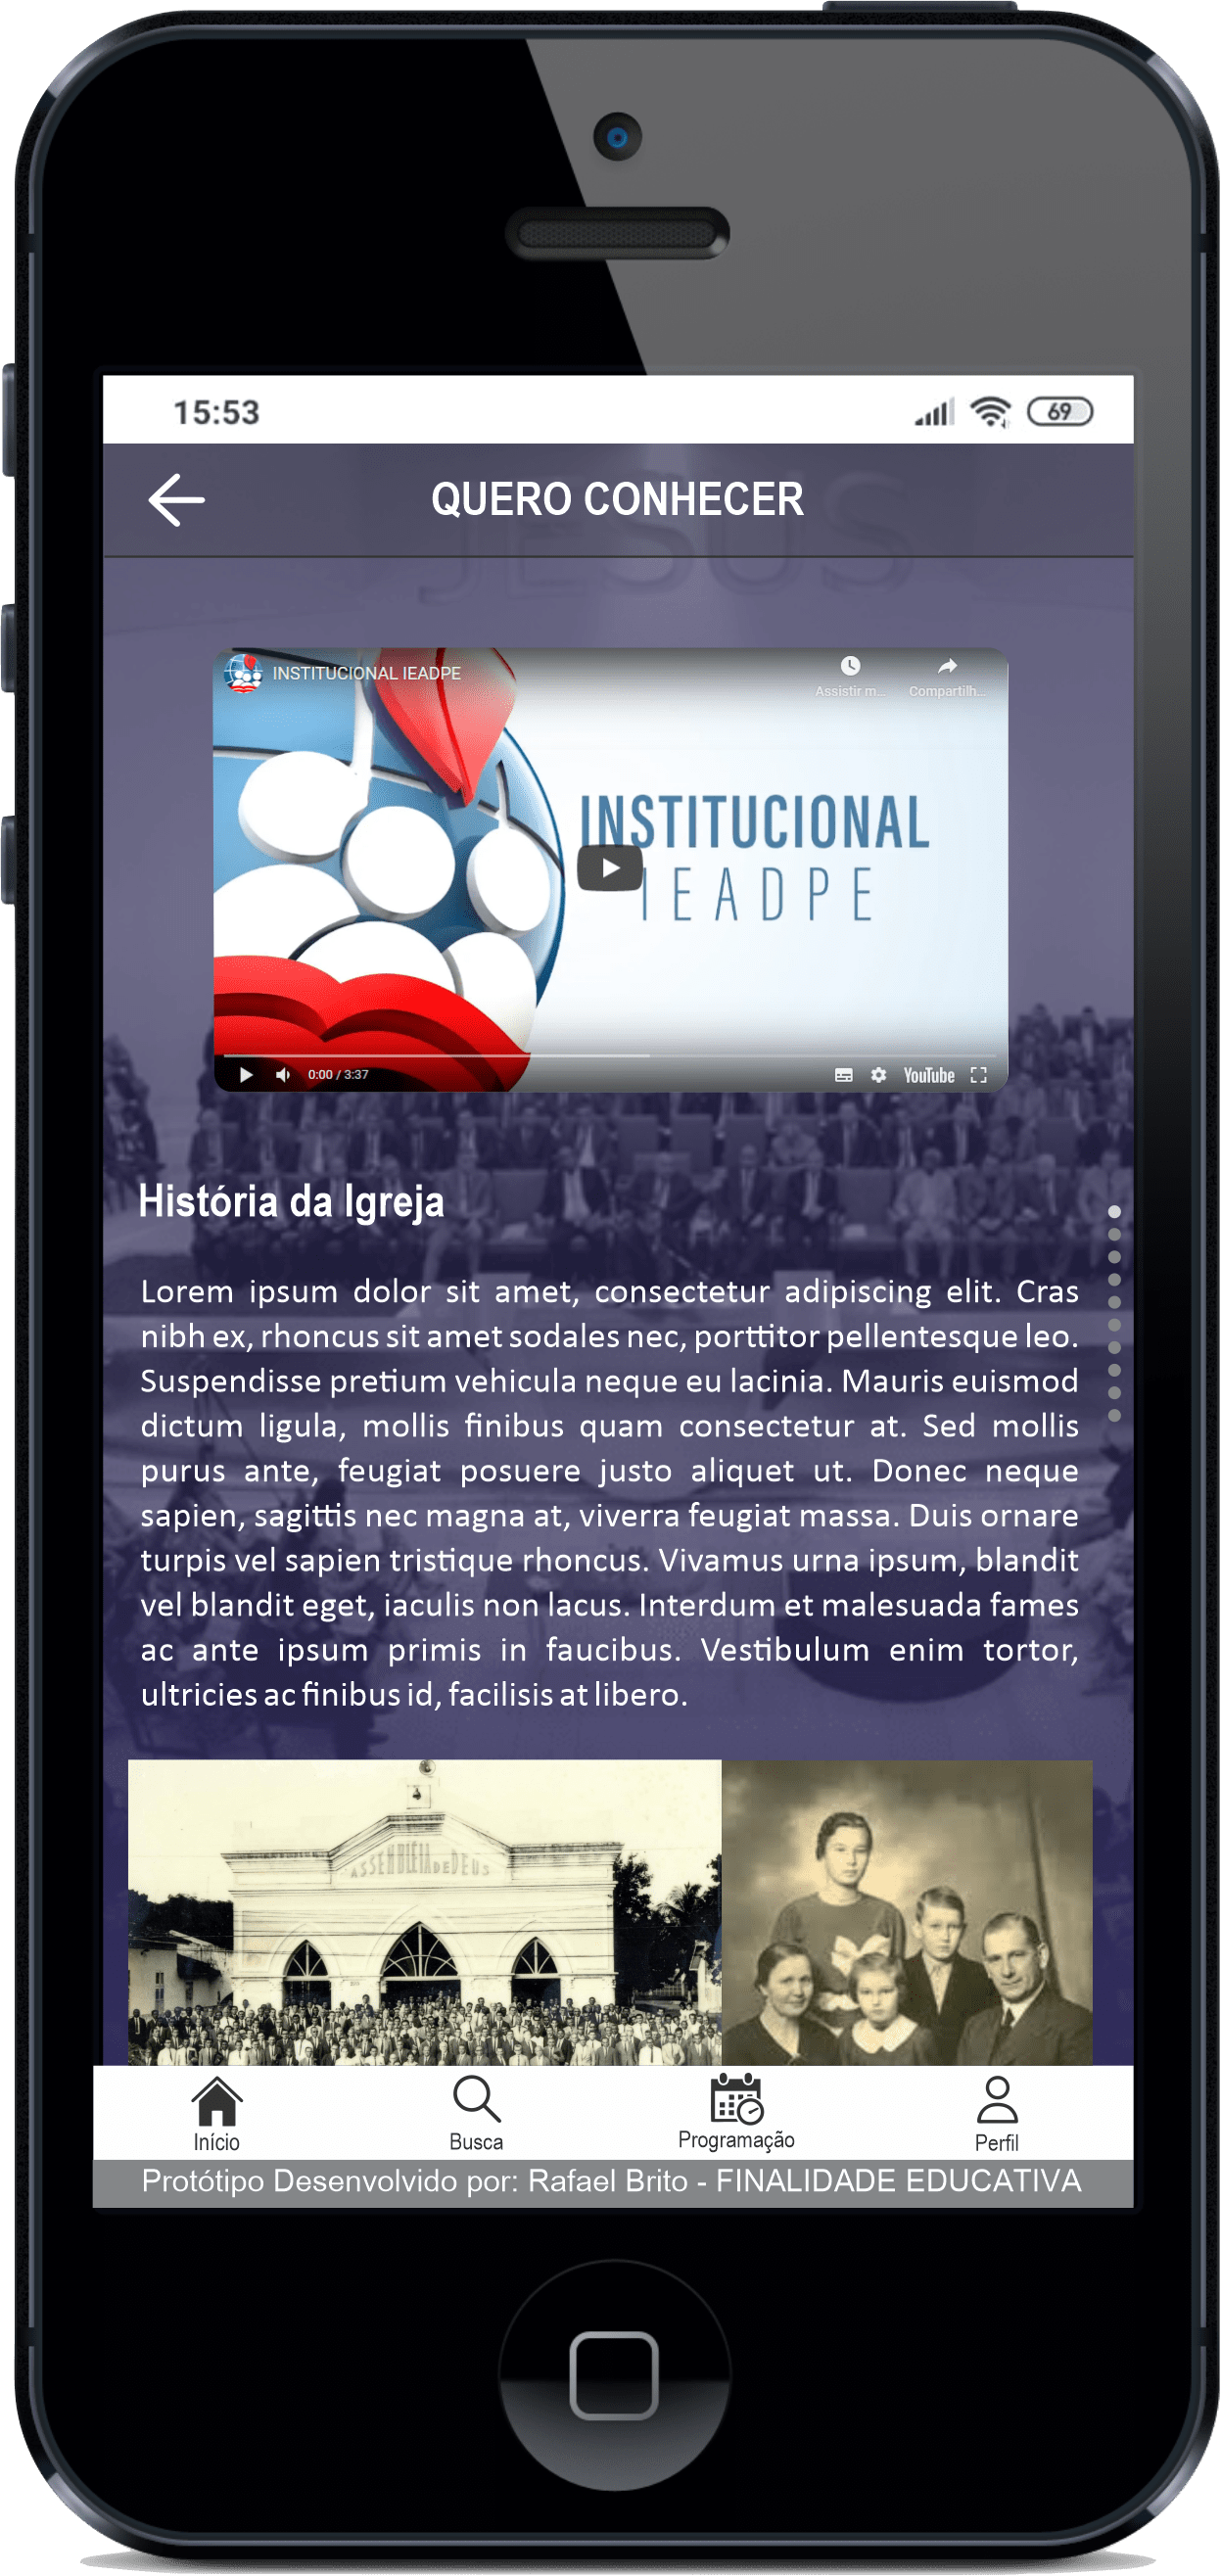 15:53
69
JESUS
QUERO CONHECER
INSTITUCIONAL IEADPE
Assistir m...
Compartilh...
INSTITUCIONAL
IEADPE
0:00 / 3:37
YouTube
História da Igreja
Lorem ipsum dolor sit amet, consectetur adipiscing elit. Cras
nibh ex, rhoncus sit amet sodales nec, porttitor pellentesque leo.
Suspendisse pretium vehicula neque eu lacinia. Mauris euismod
dictum ligula, mollis finibus quam consectetur at. Sed mollis
purus ante, feugiat posuere justo aliquet ut. Donec neque
sapien, sagittis nec magna at, viverra feugiat massa. Duis ornare
turpis vel sapien tristique rhoncus. Vivamus urna ipsum, blandit
vel blandit eget, iaculis non lacus. Interdum et malesuada fames
ac ante ipsum primis in faucibus. Vestibulum enim tortor,
ultricies ac finibus id, facilisis at libero.
ASSEMBLÉIA DE DEUS
Início
Busca
Programação
Perfil
Protótipo Desenvolvido por: Rafael Brito - FINALIDADE EDUCATIVA